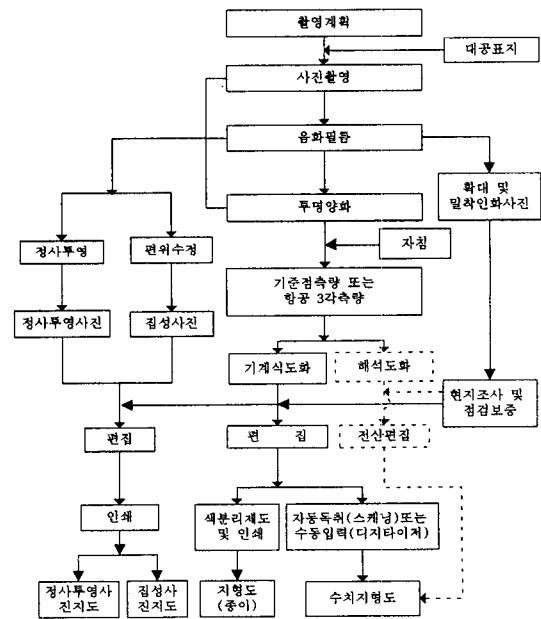 촬영계획
대공표지
사진촬영
음화필름
확대 및
밀착인화사진
투명양화
자침
정사투영
편위수정
기준점측량 또는
항공 3각측량
정사투영사진
집성사진
기계식도화
해석도화
현지조사 및
점검보증
편집
편 집
전산편집
인쇄
색분리제도
및 인쇄
자동독취(스캐닝)또는
수동입력(디지타이저)
정사투영사
진지도
집성사
진지도
지형도
(종이)
수치지형도